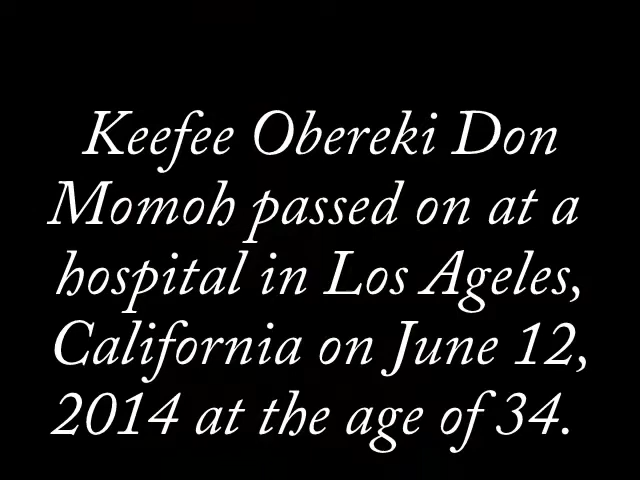 Keefee Obereki Don
Momoh passed on at a
hospital in Los Ageles,
California on June 12,
2014 at the age of 34.